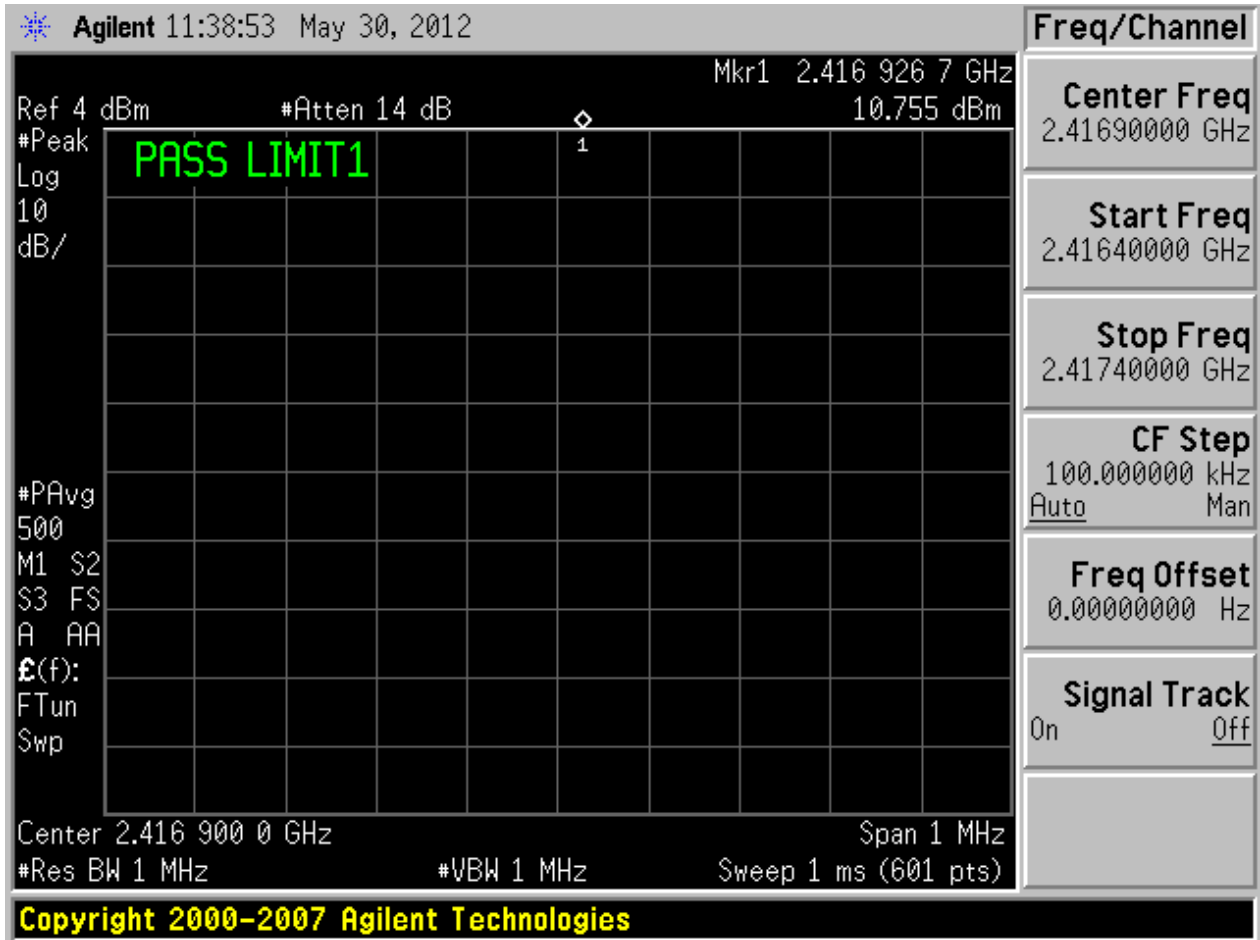 Agilent 11:38:53 May 30, 2012
Freq/Channel
Mkr1 2.416 926 7 GHz
Ref 4 dBm #Atten 14 dB 10.755 dBm
#Peak
Log
10
dB/
PASS LIMIT1
1
#PAvg
500
M1 S2
S3 FS
A AA
£(f):
FTun
Swp
Center 2.416 900 0 GHz Span 1 MHz
#Res BW 1 MHz #VBW 1 MHz Sweep 1 ms (601 pts)
Copyright 2000-2007 Agilent Technologies
Center Freq
2.41690000 GHz
Start Freq
2.41640000 GHz
Stop Freq
2.41740000 GHz
CF Step
100.000000 kHz
Auto Man
Freq Offset
0.00000000 Hz
Signal Track
On Off